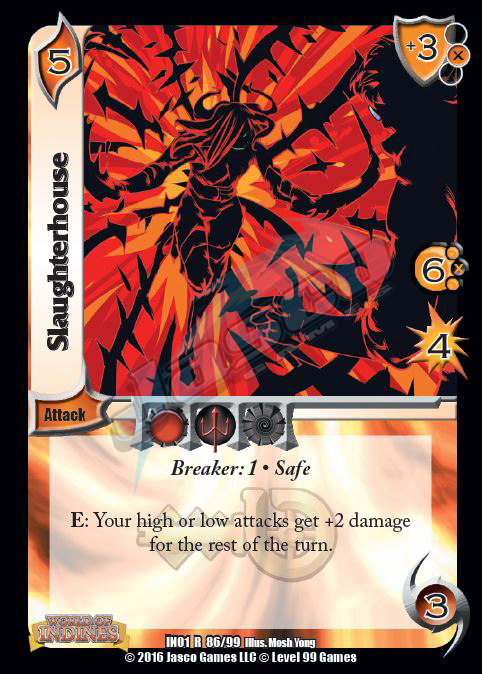 5
+3
Slaughterhouse
6
4
Attack
Breaker: 1 • Safe
E: Your high or low attacks get +2 damage
for the rest of the turn.
3
WORLD OF
INDINES
IN01 R 86/99 Illus. Mosh Yong
© 2016 Jasco Games LLC © Level 99 Games